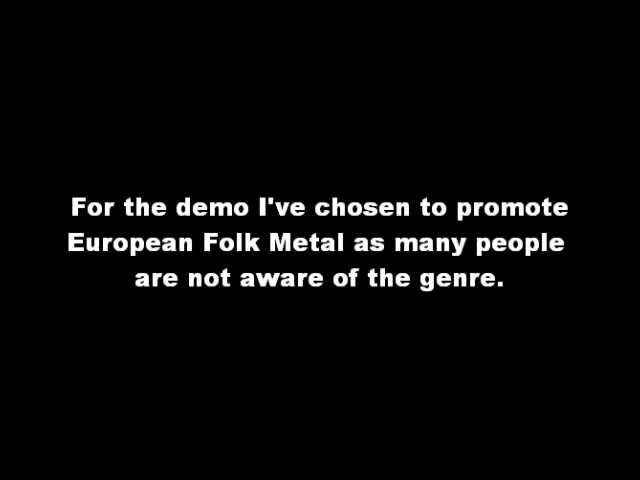 For the demo I've chosen to promote
European Folk Metal as many people
are not aware of the genre.